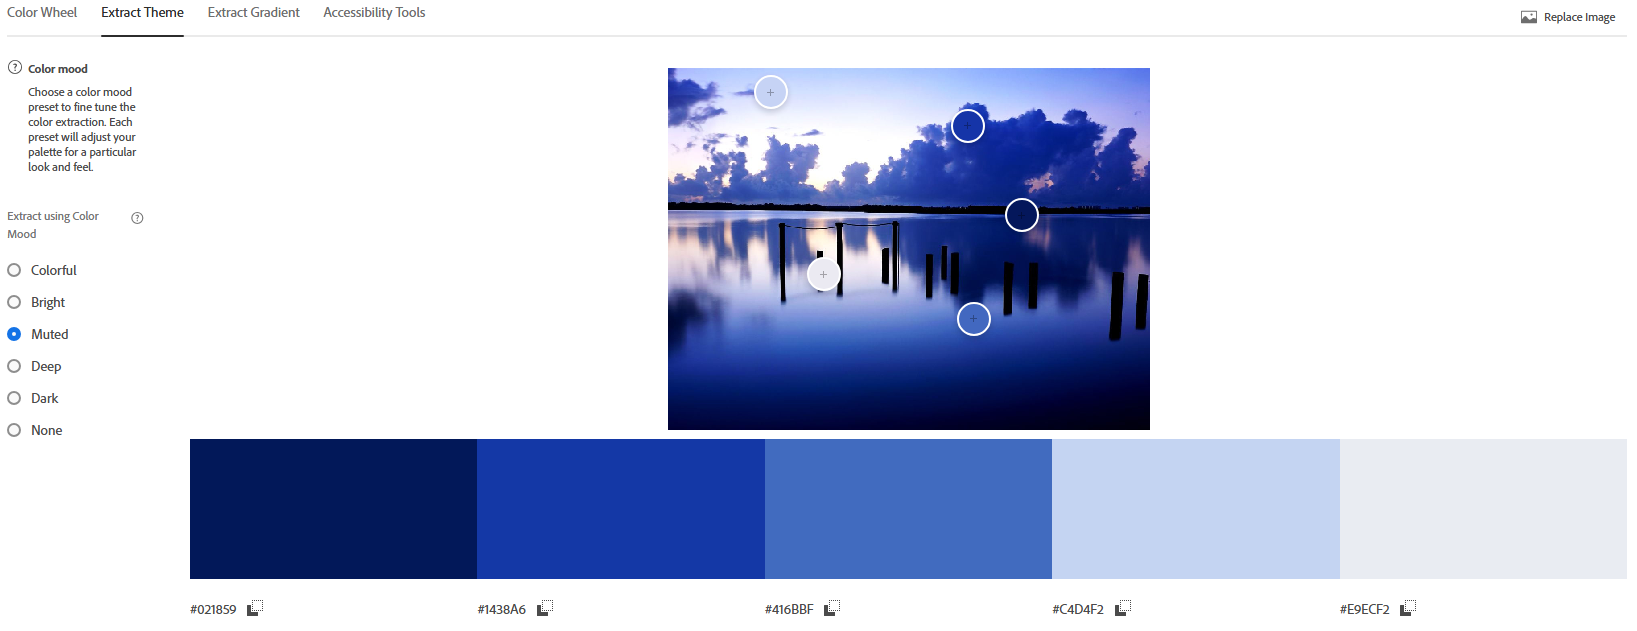 Color Wheel
Extract Theme
Extract Gradient
Accessibility Tools
Replace Image
Color mood
Choose a color mood
preset to fine tune the
color extraction. Each
preset will adjust your
palette for a particular
look and feel.
Extract using Color
Mood
Colorful
Bright
Muted
Deep
Dark
None
#021859
#1438A6
#416BBF
#C4D4F2
#E9ECF2